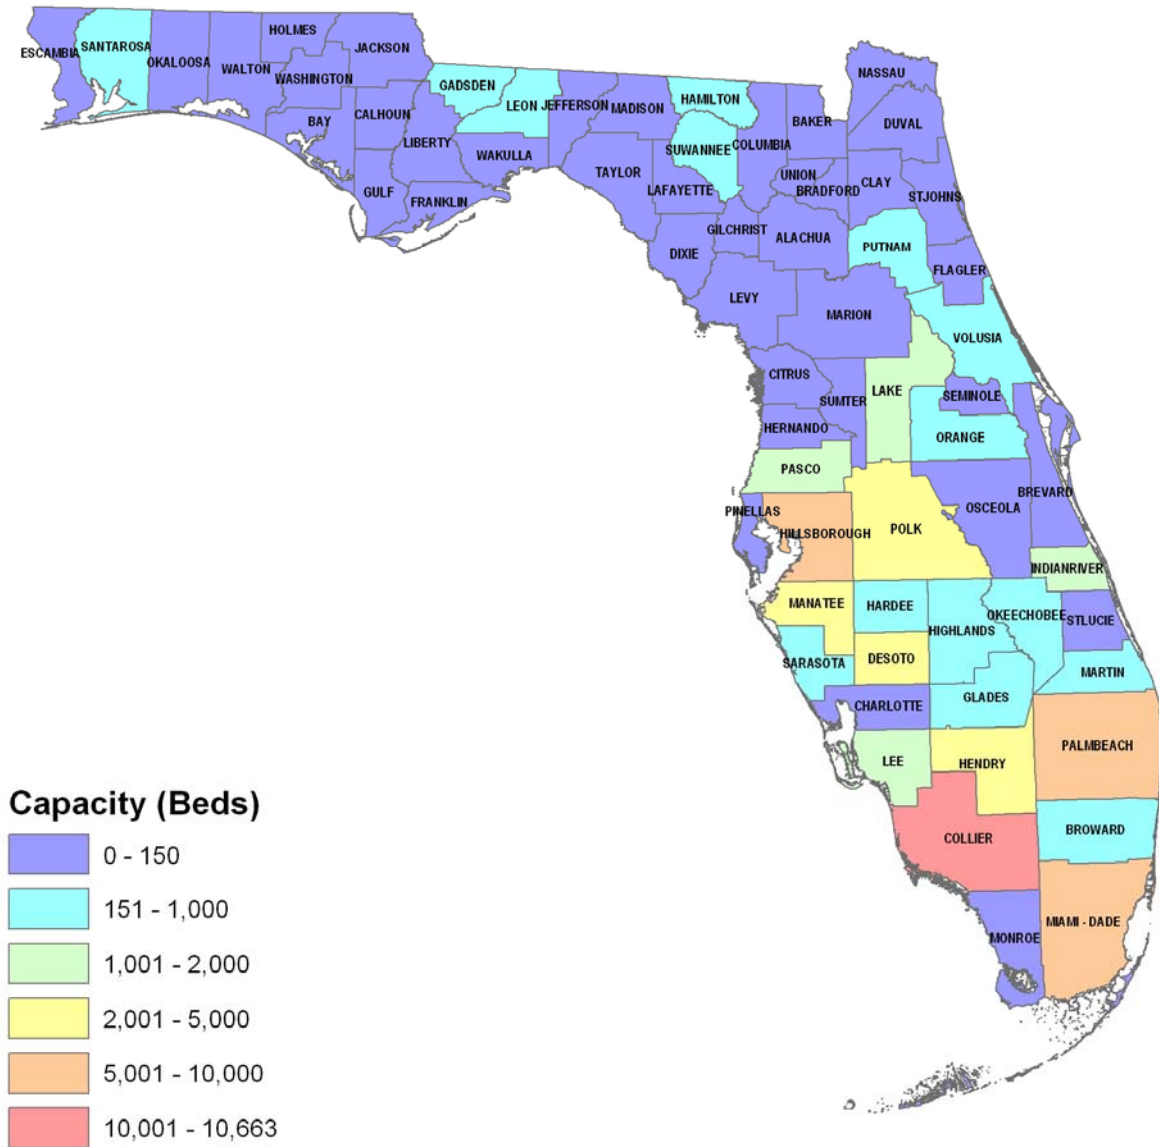 HOLMES
ESCAMBIA
SANTAROSA
OKALOOSA
WALTON
JACKSON
WASHINGTON
GADSDEN
LEON
JEFFERSON
MADISON
HAMILTON
NASSAU
BAY
CALHOUN
LIBERTY
WAKULLA
SUWANNEE
COLUMBIA
BAKER
DUVAL
GULF
FRANKLIN
TAYLOR
LAFAYETTE
UNION
BRADFORD
CLAY
STJOHNS
DIXIE
GILCHRIST
ALACHUA
PUTNAM
FLAGLER
LEVY
MARION
VOLUSIA
CITRUS
SUMTER
LAKE
SEMINOLE
HERNANDO
ORANGE
PASCO
BREVARD
OSCEOLA
PINELLAS
HILLSBOROUGH
POLK
INDIANRIVER
MANATEE
HARDEE
HIGHLANDS
OKEECHOBEE
STLUCIE
SARASOTA
DESOTO
MARTIN
CHARLOTTE
GLADES
PALMBEACH
LEE
HENDRY
COLLIER
BROWARD
MIAMI - DADE
MONROE
Capacity (Beds)
0 - 150
151 - 1,000
1,001 - 2,000
2,001 - 5,000
5,001 - 10,000
10,001 - 10,663